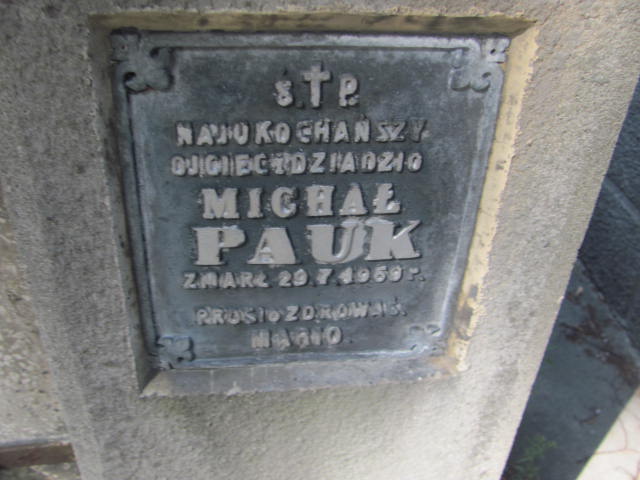 Ś.†P.
NAJUKOCHAŃSZY
OJCIEC I DZIADZIO
MICHAŁ
PAUK
ZMARŁ 29.7.1969 r.
PROSI O ZDROWAŚ
MARIO.